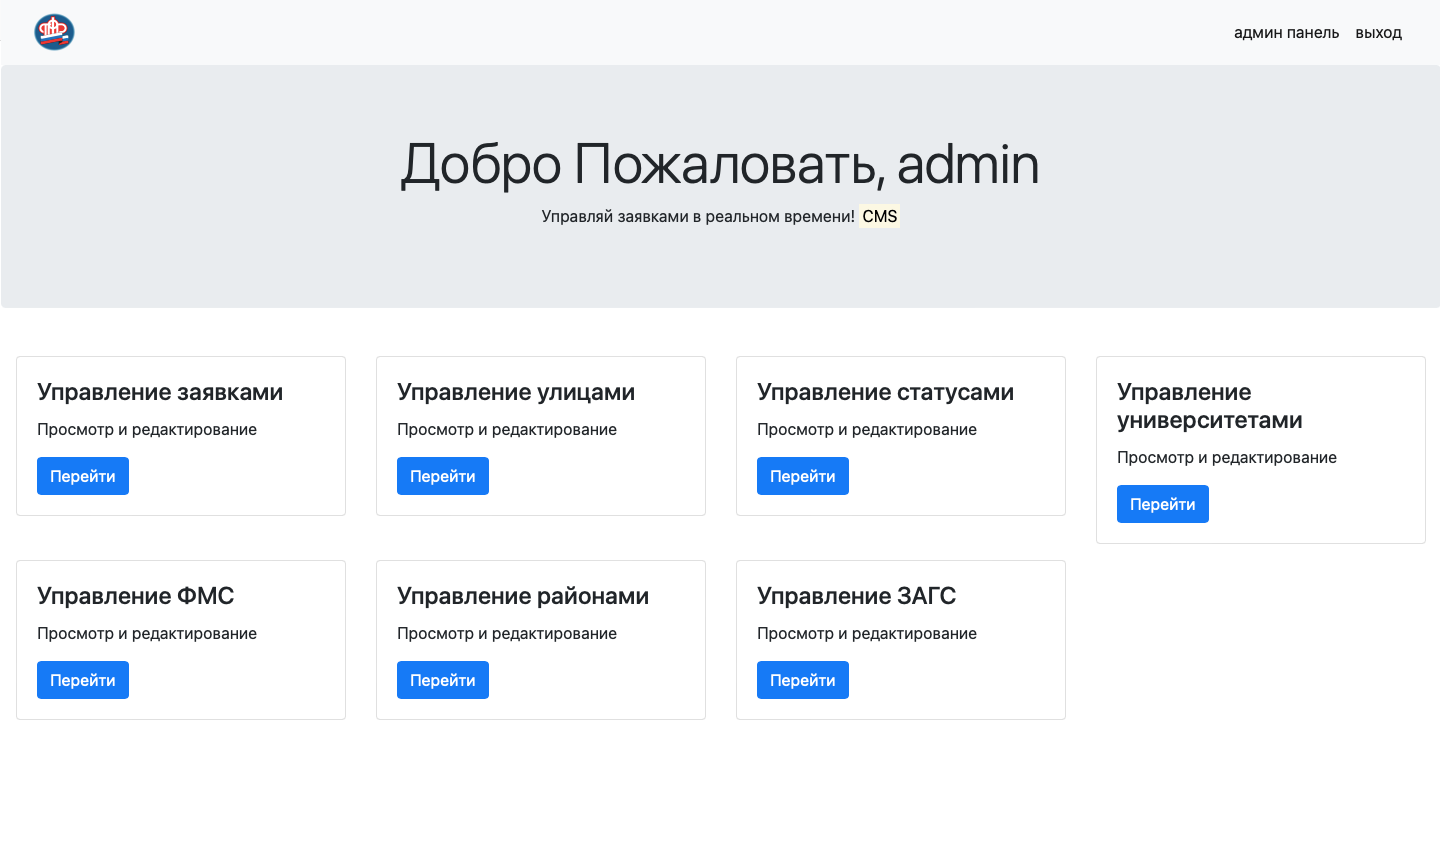 админ панель
выход
Добро Пожаловать, admin
Управляй заявками в реальном времени! CMS
Управление заявками
Просмотр и редактирование
Перейти
Управление улицами
Просмотр и редактирование
Перейти
Управление статусами
Просмотр и редактирование
Перейти
Управление
университетами
Просмотр и редактирование
Перейти
Управление ФМС
Просмотр и редактирование
Перейти
Управление районами
Просмотр и редактирование
Перейти
Управление ЗАГС
Просмотр и редактирование
Перейти